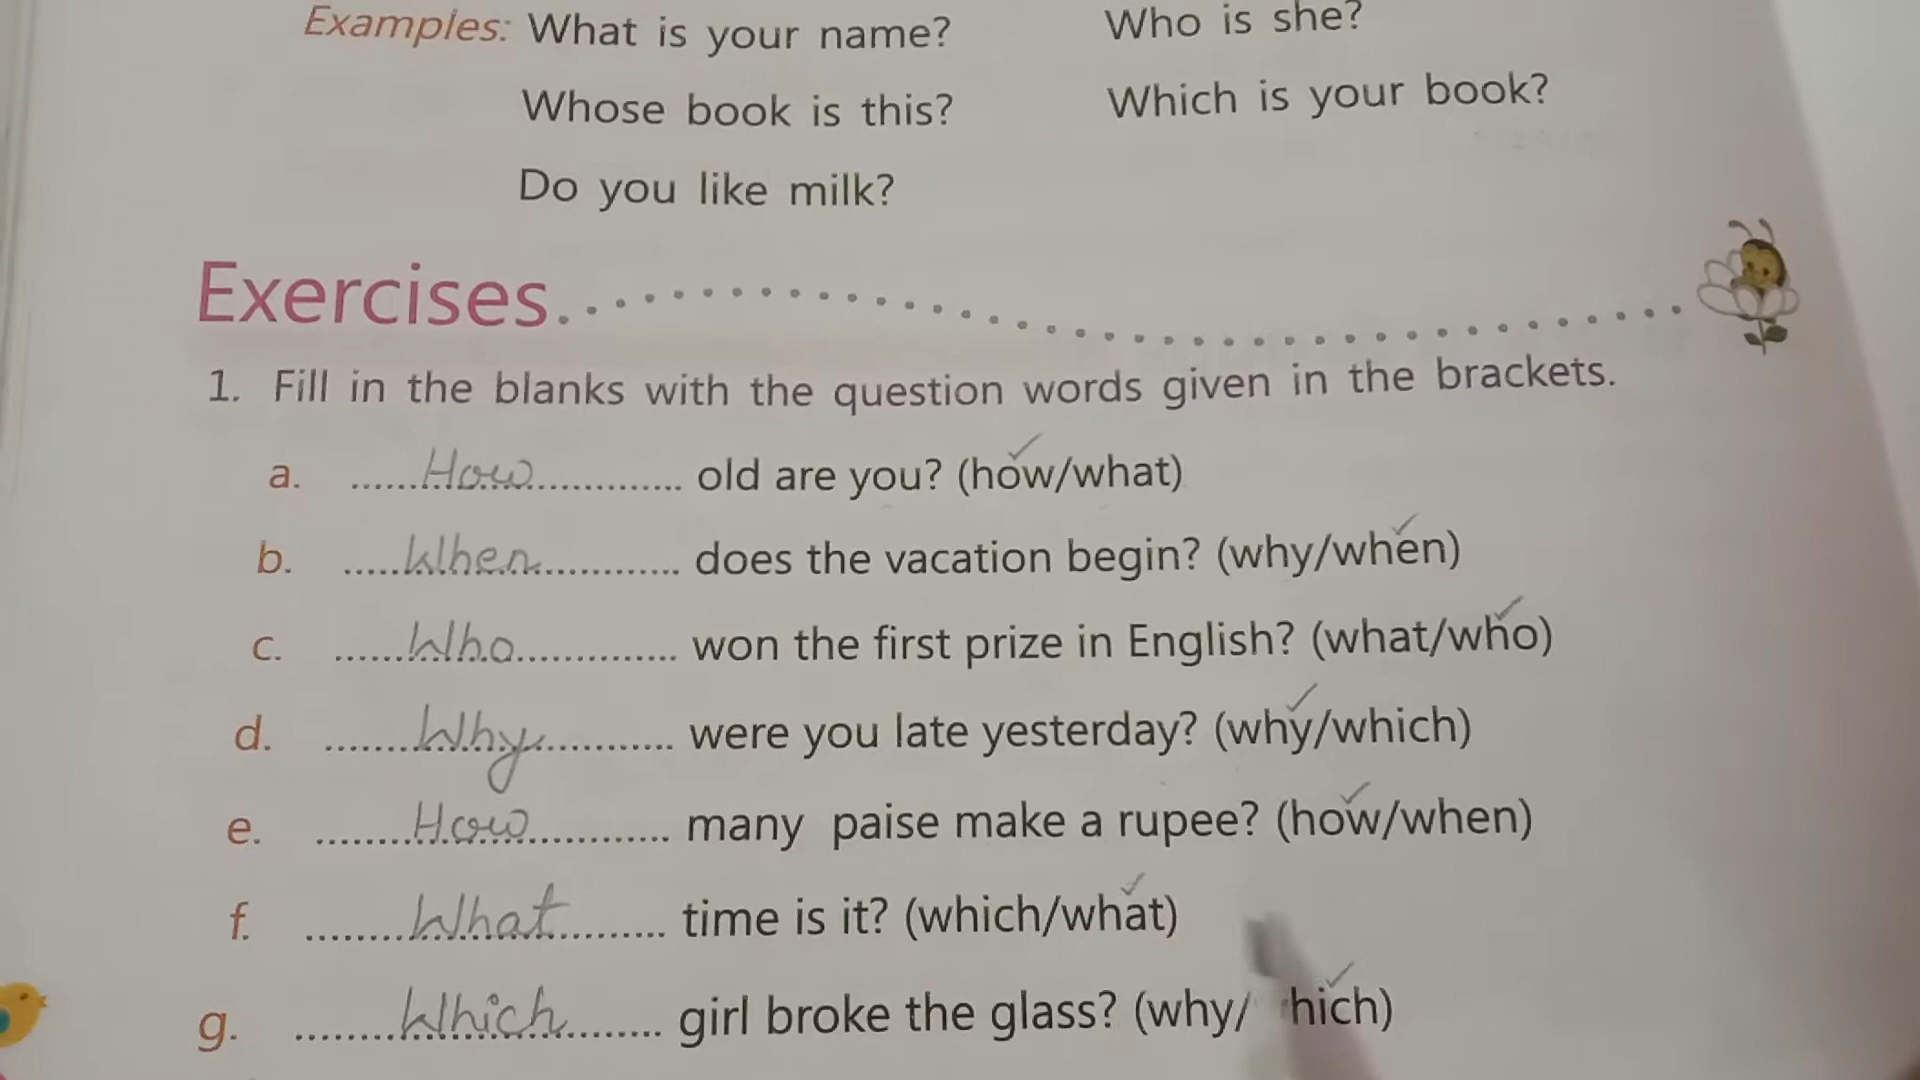 Examples: What is your name? Who is she?
Whose book is this? Which is your book?
Do you like milk?
Exercises
1. Fill in the blanks with the question words given in the brackets.
a. ......How............. old are you? (how/what)
b. .....When............. does the vacation begin? (why/when)
c. ......Who............... won the first prize in English? (what/who)
d. ........Why............ were you late yesterday? (why/which)
e. ........How............ many paise make a rupee? (how/when)
f. ........What.......... time is it? (which/what)
g. ........Which........ girl broke the glass? (why/ hich)